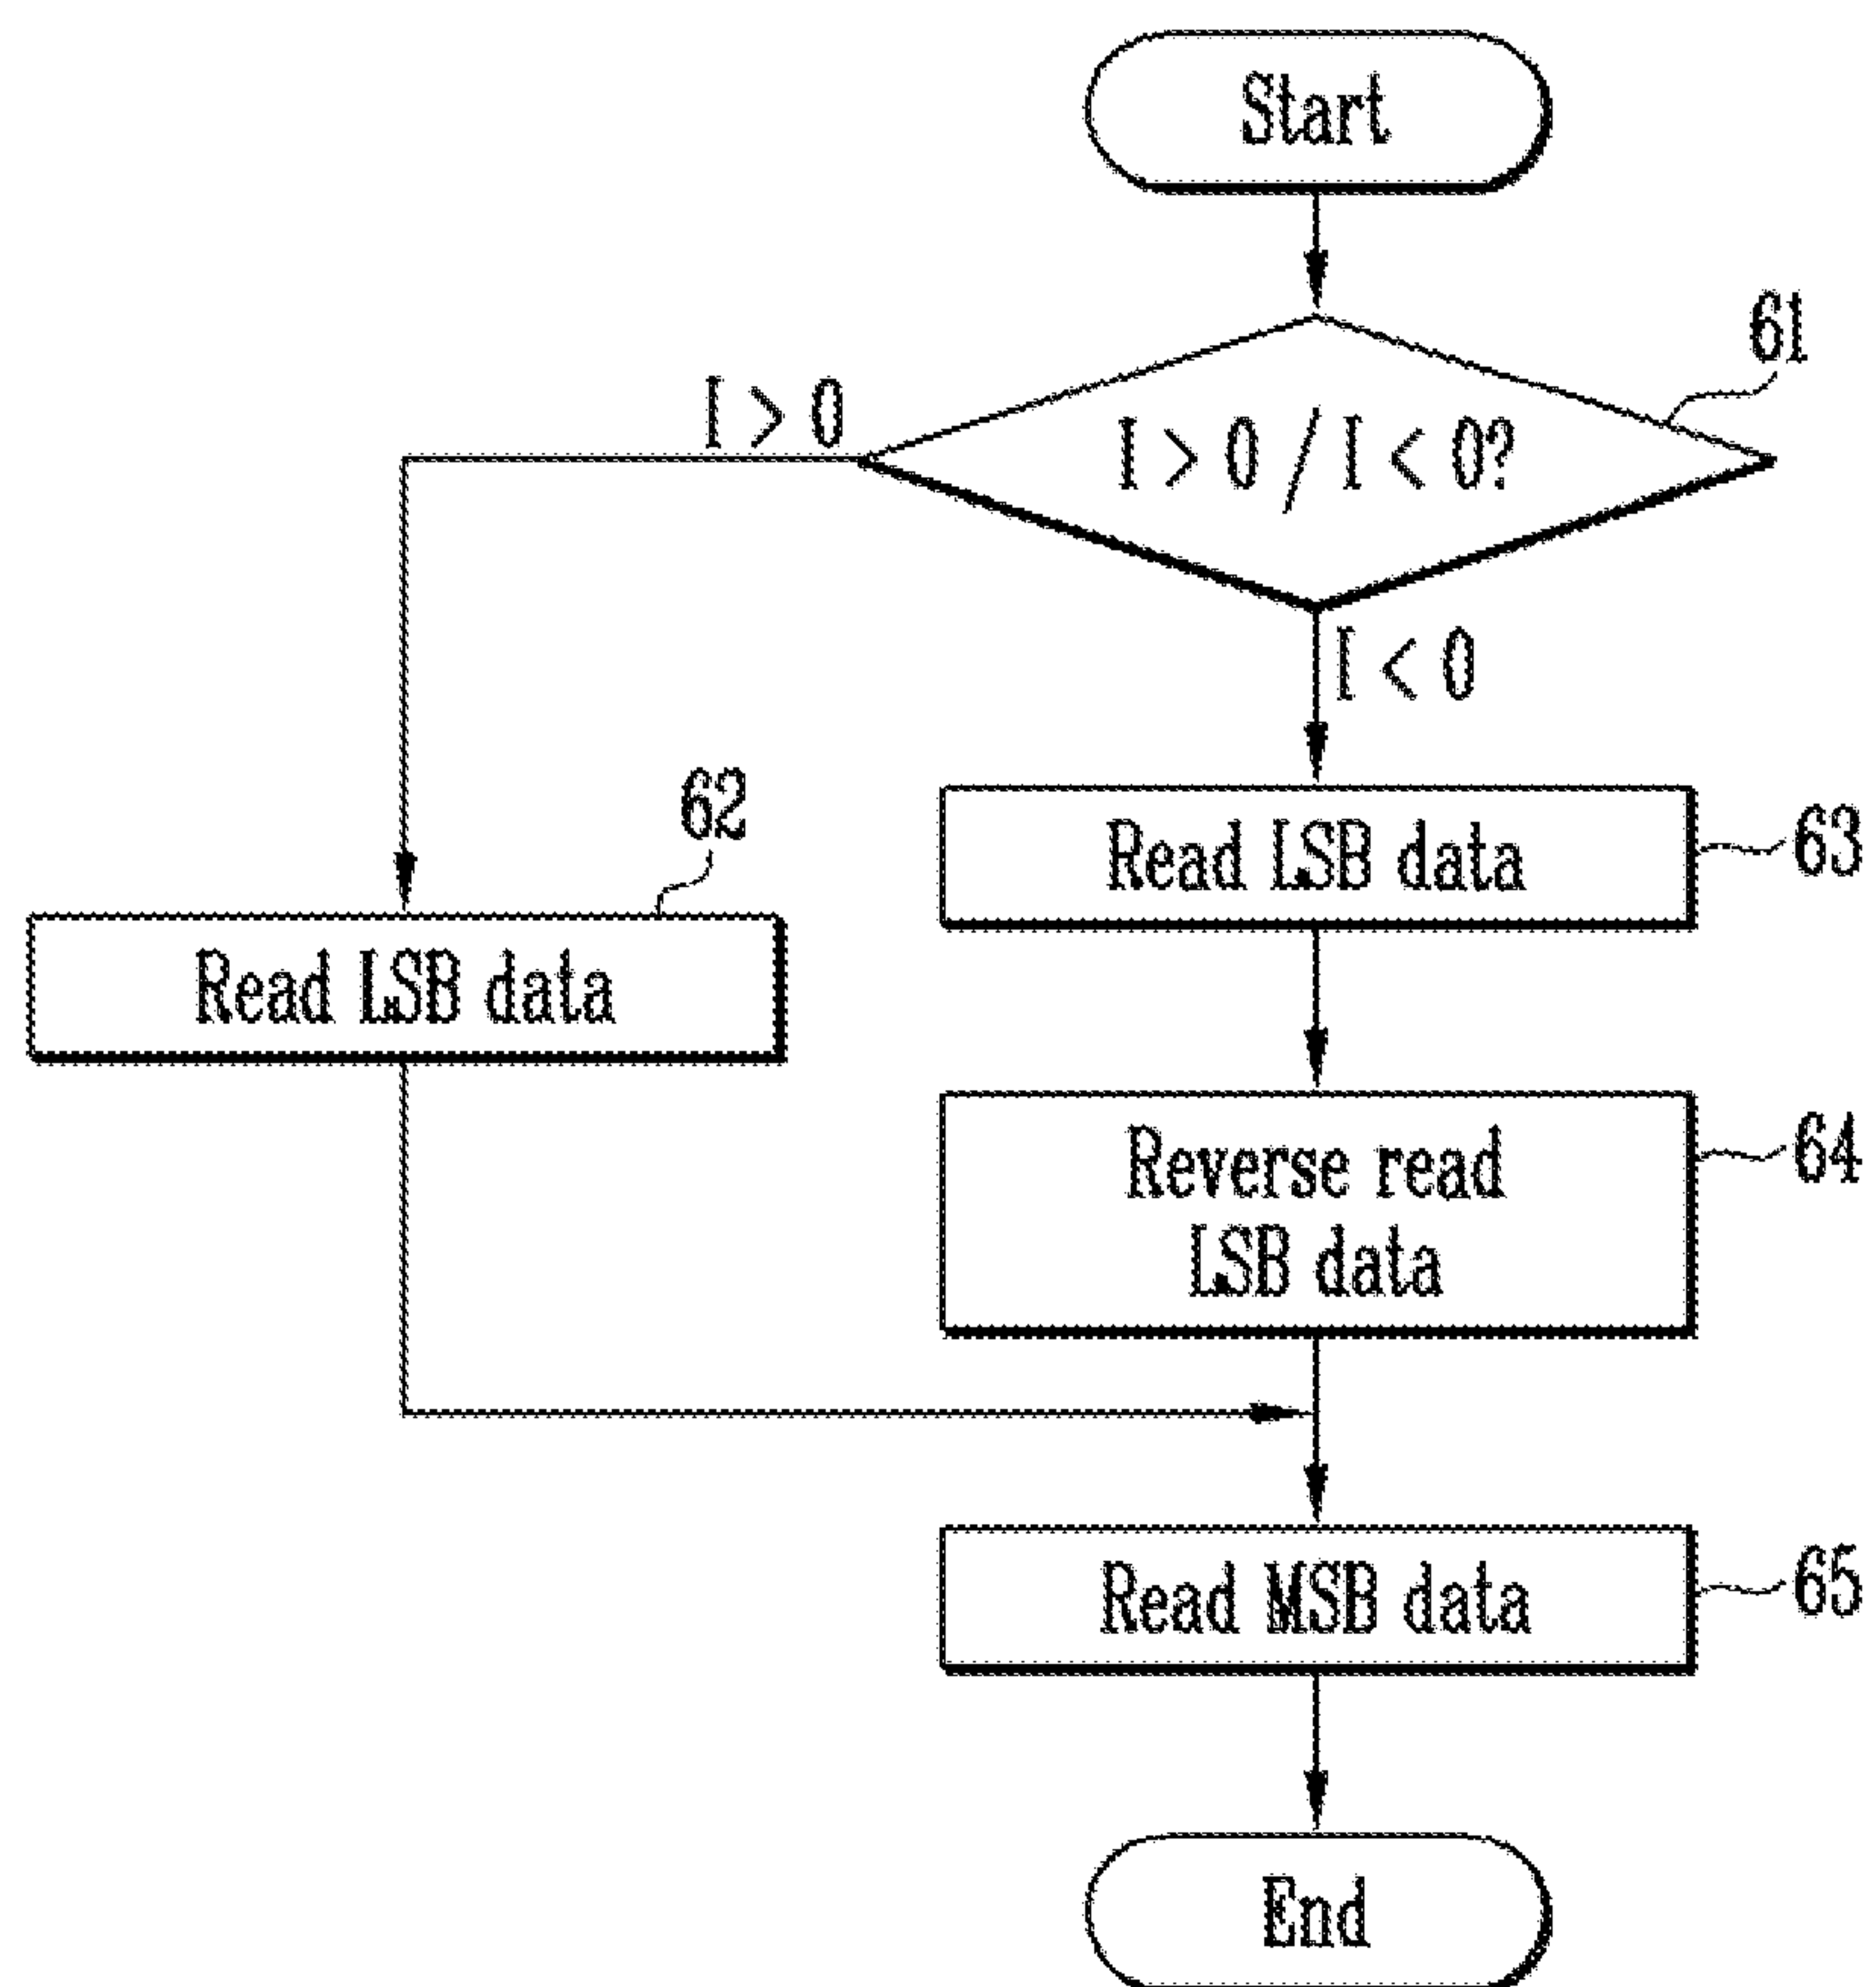 Start
61
I > 0
I > 0 / I < 0?
I < 0
62
Read LSB data
63
Read LSB data
Reverse read
LSB data
64
Read MSB data
65
End